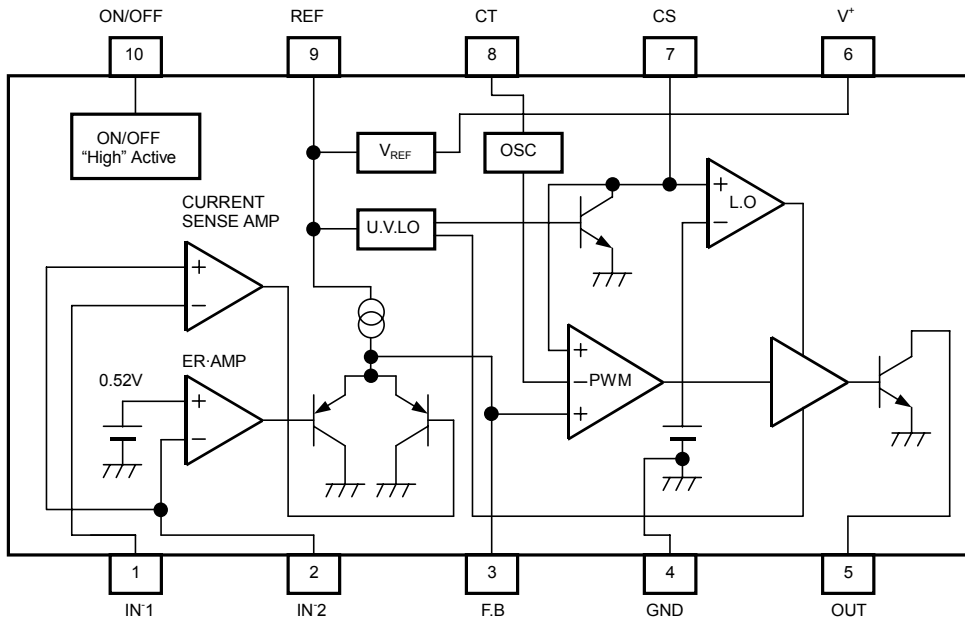 ON/OFF REF CT CS V⁺
10 9 8 7 6
ON/OFF
"High" Active
VREF
OSC
+
−
L.O
U.V.LO
CURRENT
SENSE AMP
+
−
+
−
+
PWM
ER·AMP
0.52V
+
−
1 2 3 4 5
IN⁻1 IN⁻2 F.B GND OUT